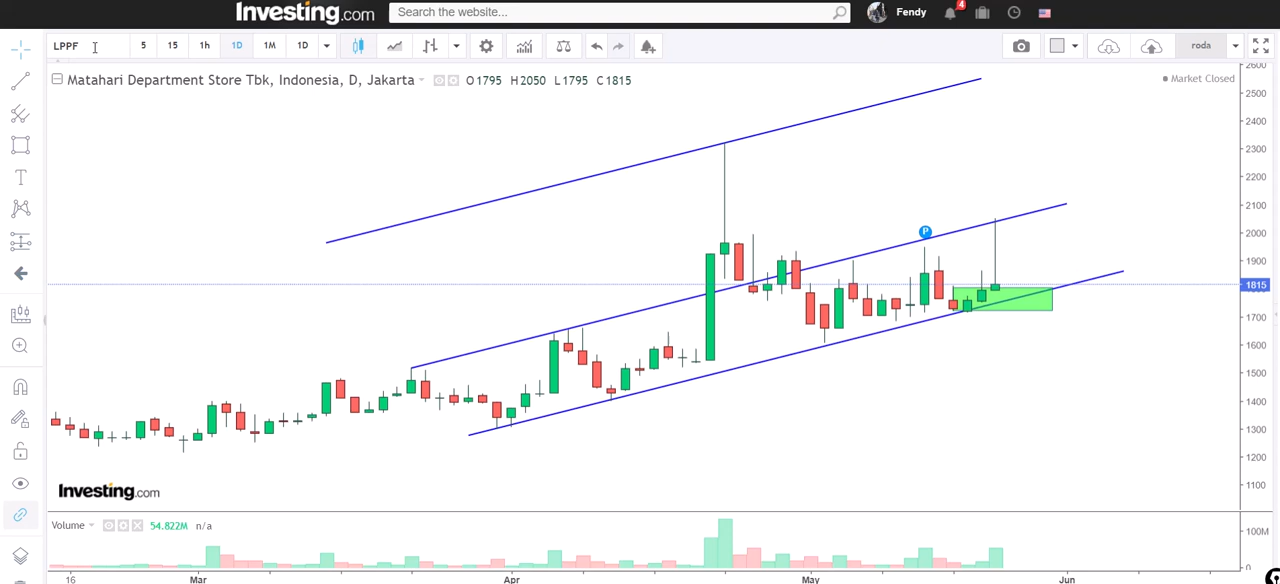 Investing.com Search the website... Fendy 4
LPPF 5 15 1h 1D 1M 1D roda
Matahari Department Store Tbk, Indonesia, D, Jakarta O1795 H2050 L1795 C1815
Market Closed
2600
2500
2400
2300
2200
2100
P
2000
1900
1815
1700
1600
1500
1400
1300
1200
1100
Investing.com
Volume 54.822M n/a
100M
0
16 Mar Apr May Jun
T